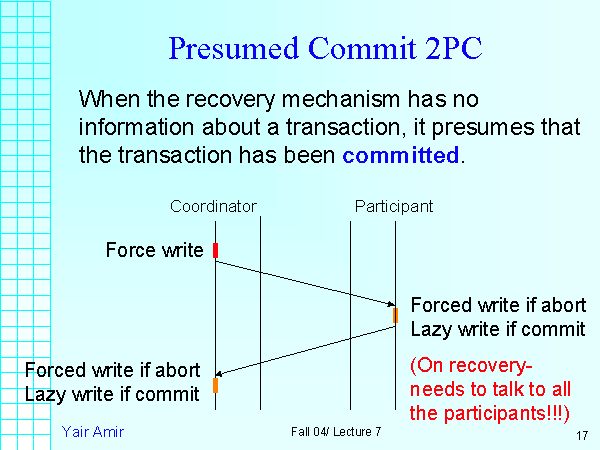 Presumed Commit 2PC
When the recovery mechanism has no
information about a transaction, it presumes that
the transaction has been committed.
Coordinator
Participant
Force write
Forced write if abort
Lazy write if commit
(On recovery-
needs to talk to all
the participants!!!)
Forced write if abort
Lazy write if commit
Yair Amir
Fall 04/ Lecture 7
17